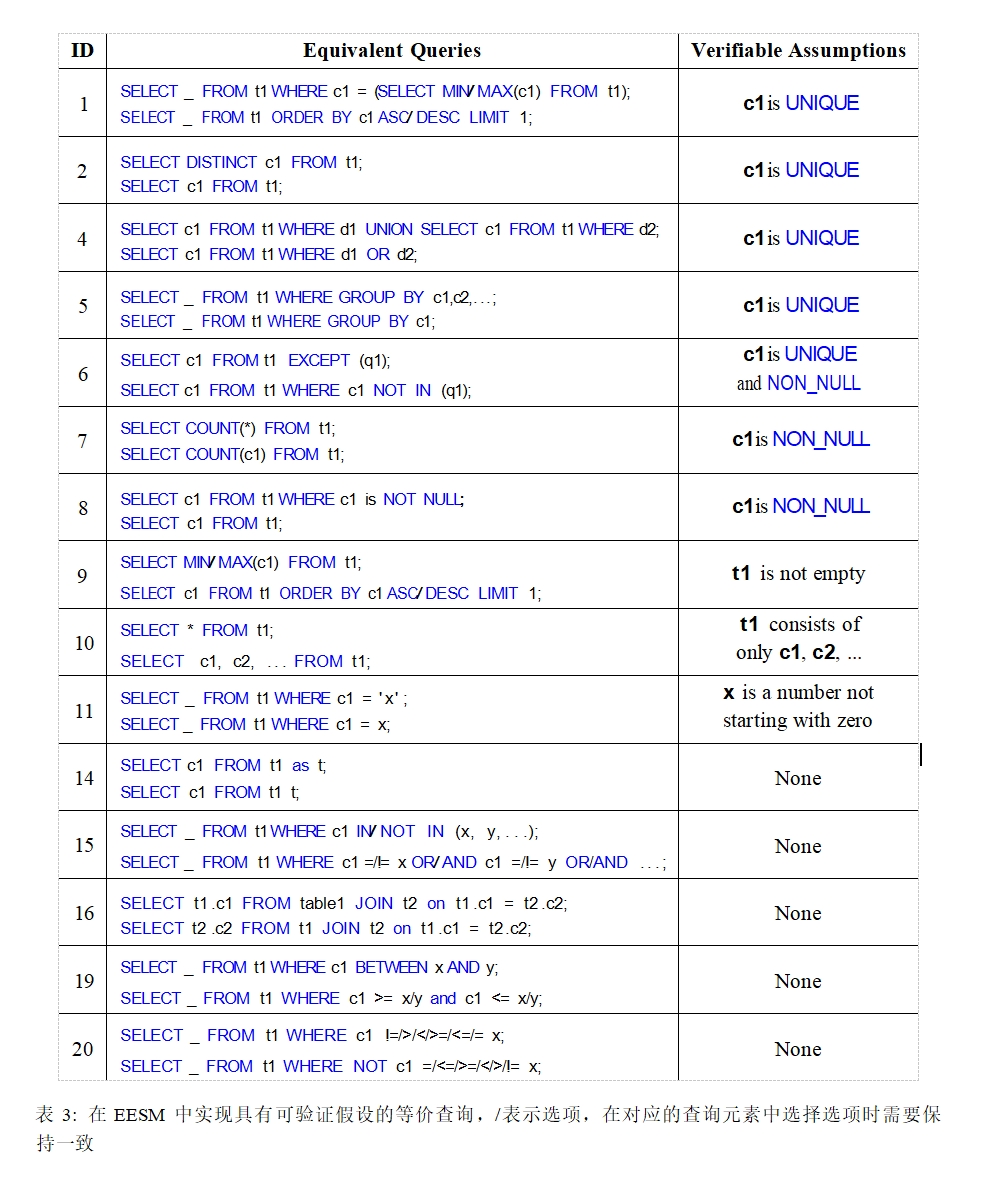 ID Equivalent Queries Verifiable Assumptions
1 SELECT _ FROM t1 WHERE c1 = (SELECT MIN/MAX(c1) FROM t1);
SELECT _ FROM t1 ORDER BY c1 ASC/DESC LIMIT 1;
c1 is UNIQUE
2 SELECT DISTINCT c1 FROM t1;
SELECT c1 FROM t1;
c1 is UNIQUE
4 SELECT c1 FROM t1 WHERE d1 UNION SELECT c1 FROM t1 WHERE d2;
SELECT c1 FROM t1 WHERE d1 OR d2;
c1 is UNIQUE
5 SELECT _ FROM t1 WHERE GROUP BY c1,c2,...;
SELECT _ FROM t1 WHERE GROUP BY c1;
c1 is UNIQUE
6 SELECT c1 FROM t1 EXCEPT (q1);
SELECT c1 FROM t1 WHERE c1 NOT IN (q1);
c1 is UNIQUE
and NON_NULL
7 SELECT COUNT(*) FROM t1;
SELECT COUNT(c1) FROM t1;
c1 is NON_NULL
8 SELECT c1 FROM t1 WHERE c1 is NOT NULL;
SELECT c1 FROM t1;
c1 is NON_NULL
9 SELECT MIN/MAX(c1) FROM t1;
SELECT c1 FROM t1 ORDER BY c1 ASC/DESC LIMIT 1;
t1 is not empty
10 SELECT * FROM t1;
SELECT c1, c2, ... FROM t1;
t1 consists of
only c1, c2, ...
11 SELECT _ FROM t1 WHERE c1 = 'x' ;
SELECT _ FROM t1 WHERE c1 = x;
x is a number not
starting with zero
14 SELECT c1 FROM t1 as t;
SELECT c1 FROM t1 t;
None
15 SELECT _ FROM t1 WHERE c1 IN/NOT IN (x, y,...);
SELECT _ FROM t1 WHERE c1 =/!= x OR/AND c1 =/!= y OR/AND ...;
None
16 SELECT t1.c1 FROM table1 JOIN t2 on t1.c1 = t2.c2;
SELECT t2.c2 FROM t1 JOIN t2 on t1.c1 = t2.c2;
None
19 SELECT _ FROM t1 WHERE c1 BETWEEN x AND y;
SELECT _ FROM t1 WHERE c1 >= x/y and c1 <= x/y;
None
20 SELECT _ FROM t1 WHERE c1 !=/>/</>=/<=/= x;
SELECT _ FROM t1 WHERE NOT c1 =/<=/>=/</>/!= x;
None
表 3: 在 EESM 中实现具有可验证假设的等价查询，/表示选项，在对应的查询元素中选择选项时需要保
持一致